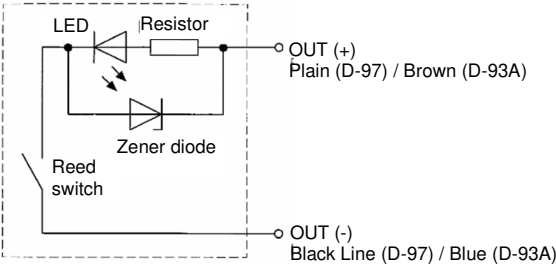 LED
Resistor
OUT (+)
Plain (D-97) / Brown (D-93A)
Zener diode
Reed
switch
OUT (-)
Black Line (D-97) / Blue (D-93A)